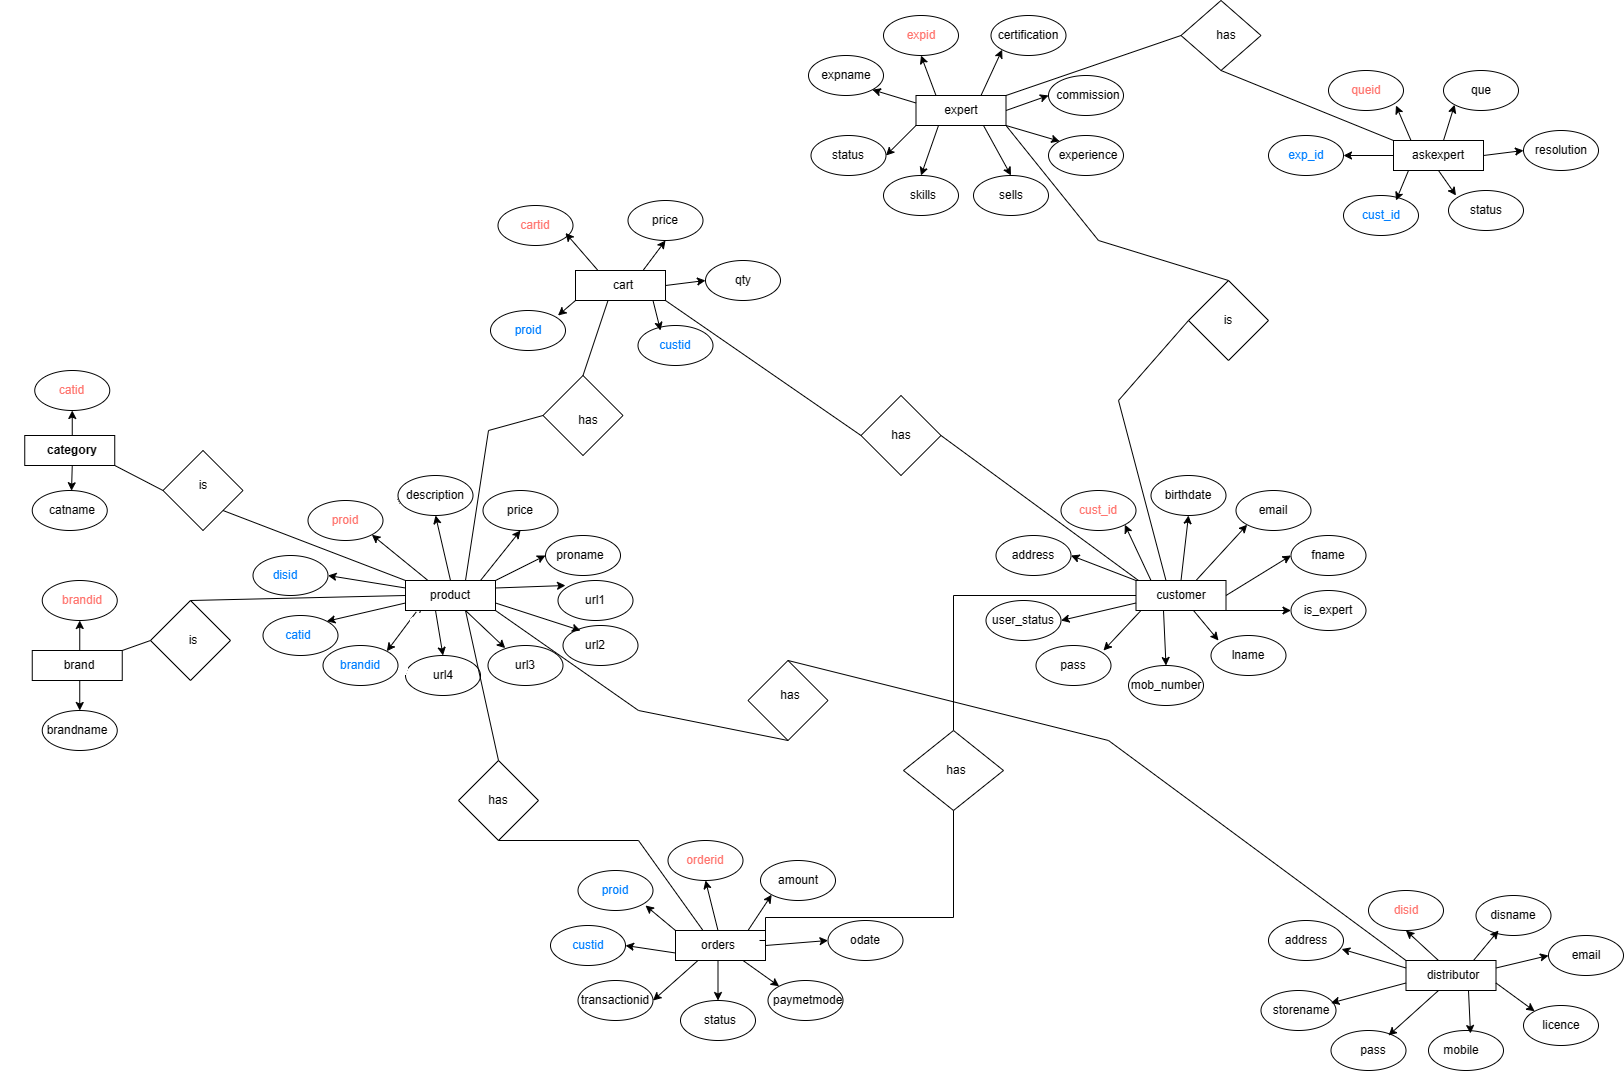 expid
certification
has
expname
commission
expert
queid
que
status
experience
exp_id
askexpert
resolution
skills
sells
cust_id
status
cartid
price
cart
qty
is
proid
custid
catid
has
has
category
is
catname
description
price
proid
cust_id
birthdate
email
disid
proname
address
fname
brandid
product
url1
customer
is_expert
user_status
is
catid
url2
brand
brandid
url4
url3
pass
lname
mob_number
brandname
has
has
has
orderid
proid
amount
custid
orders
odate
disid
disname
address
email
distributor
transactionid
status
paymetmode
storename
licence
pass
mobile